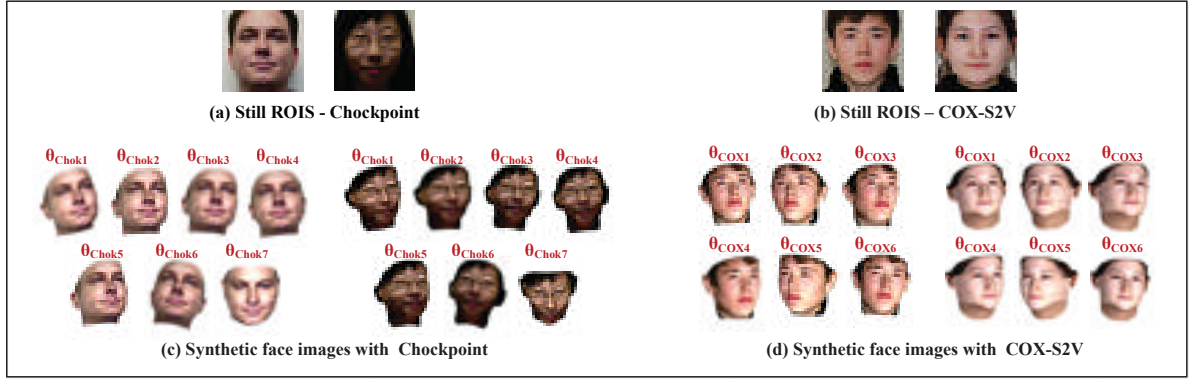 (a) Still ROIS - Chockpoint
(b) Still ROIS – COX-S2V
θChok1 θChok2 θChok3 θChok4
θChok5 θChok6 θChok7
θChok1 θChok2 θChok3 θChok4
θChok5 θChok6 θChok7
(c) Synthetic face images with Chockpoint
θCOX1 θCOX2 θCOX3
θCOX4 θCOX5 θCOX6
θCOX1 θCOX2 θCOX3
θCOX4 θCOX5 θCOX6
(d) Synthetic face images with COX-S2V